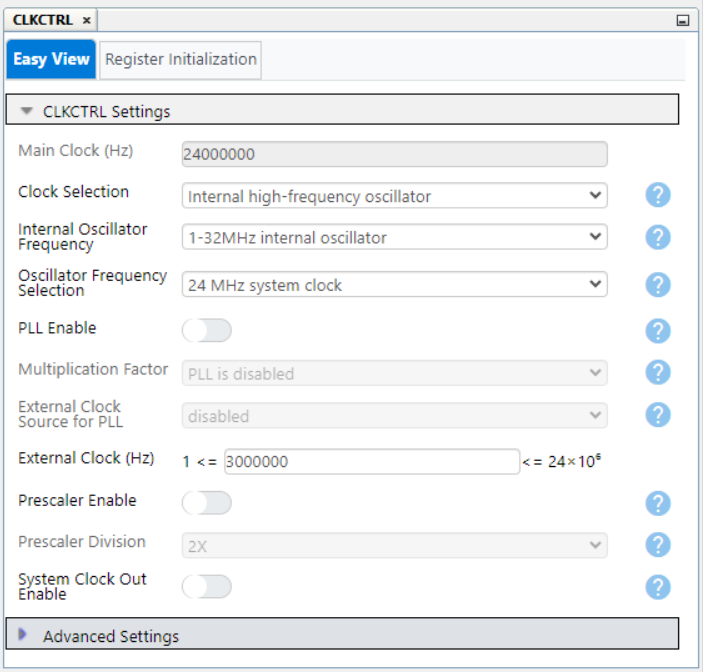 CLKCTRL ×
Easy View Register Initialization
CLKCTRL Settings
Main Clock (Hz) 24000000
Clock Selection Internal high-frequency oscillator ?
Internal Oscillator
Frequency 1-32MHz internal oscillator ?
Oscillator Frequency
Selection 24 MHz system clock ?
PLL Enable ?
Multiplication Factor PLL is disabled ?
External Clock
Source for PLL disabled ?
External Clock (Hz) 1 <= 3000000 <= 24×10⁶
Prescaler Enable ?
Prescaler Division 2X ?
System Clock Out
Enable ?
Advanced Settings